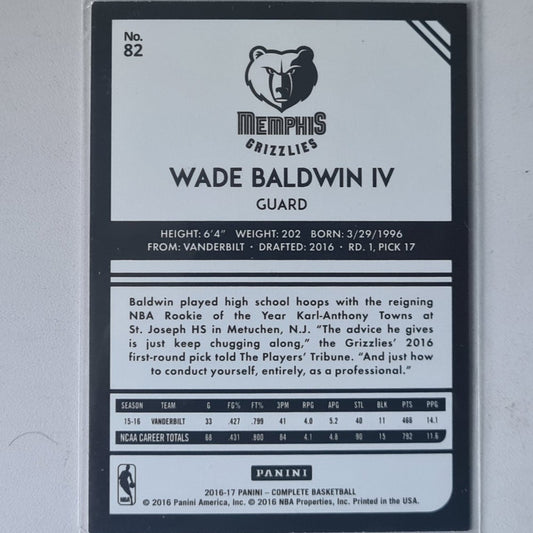 No.
82
MEMPHIS
GRIZZLIES
WADE BALDWIN IV
GUARD
HEIGHT: 6'4" WEIGHT: 202 BORN: 3/29/1996
FROM: VANDERBILT • DRAFTED: 2016 • RD. 1, PICK 17
Baldwin played high school hoops with the reigning
NBA Rookie of the Year Karl-Anthony Towns at
St. Joseph HS in Metuchen, N.J. "The advice he gives
is just keep chugging along," the Grizzlies' 2016
first-round pick told The Players' Tribune. "And just how
to conduct yourself, entirely, as a professional."
SEASON TEAM G FG% FT% 3PM RPG APG STL BLK PTS PPG
15-16 VANDERBILT 33 .427 .799 41 4.0 5.2 40 11 466 14.1
NCAA CAREER TOTALS 68 .431 .800 84 4.1 4.8 90 15 792 11.6
NBA
PANINI
2016-17 PANINI – COMPLETE BASKETBALL
© 2016 Panini America, Inc. © 2016 NBA Properties, Inc. Printed in the USA.